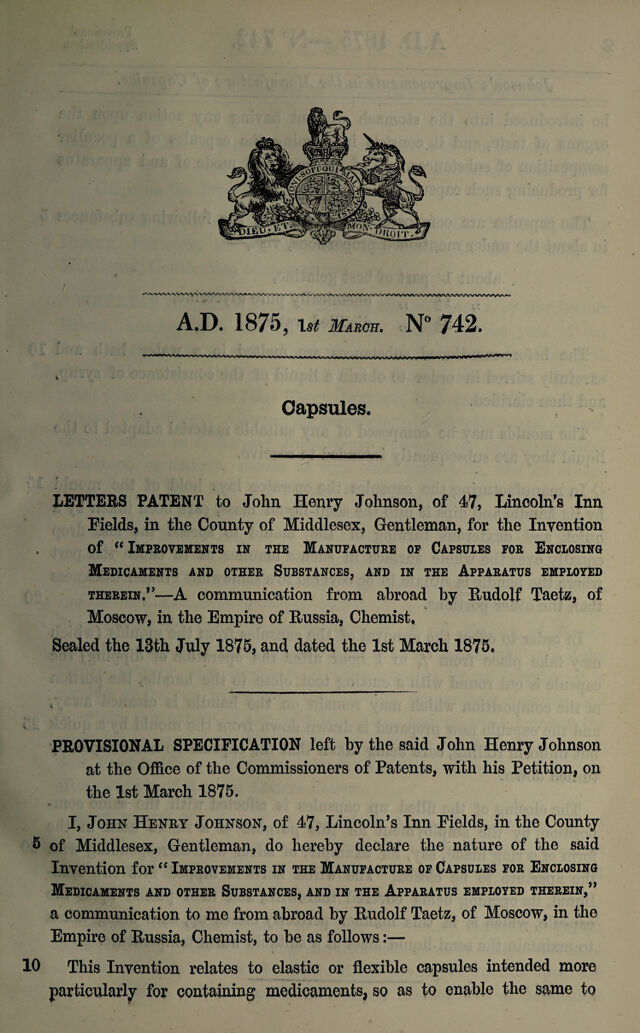 DIEU·ET MON·DROIT.
A.D. 1875, 1st MARCH. Nº 742.
Capsules.
LETTERS PATENT to John Henry Johnson, of 47, Lincoln's Inn
Fields, in the County of Middlesex, Gentleman, for the Invention
of “IMPROVEMENTS IN THE MANUFACTURE OF CAPSULES FOR ENCLOSING
MEDICAMENTS AND OTHER SUBSTANCES, AND IN THE APPARATUS EMPLOYED
THEREIN.”—A communication from abroad by Rudolf Taetz, of
Moscow, in the Empire of Russia, Chemist.
Sealed the 13th July 1875, and dated the 1st March 1875.
PROVISIONAL SPECIFICATION left by the said John Henry Johnson
at the Office of the Commissioners of Patents, with his Petition, on
the 1st March 1875.
I, JOHN HENRY JOHNSON, of 47, Lincoln's Inn Fields, in the County
5 of Middlesex, Gentleman, do hereby declare the nature of the said
Invention for “IMPROVEMENTS IN THE MANUFACTURE OF CAPSULES FOR ENCLOSING
MEDICAMENTS AND OTHER SUBSTANCES, AND IN THE APPARATUS EMPLOYED THEREIN,”
a communication to me from abroad by Rudolf Taetz, of Moscow, in the
Empire of Russia, Chemist, to be as follows:—
10 This Invention relates to elastic or flexible capsules intended more
particularly for containing medicaments, so as to enable the same to